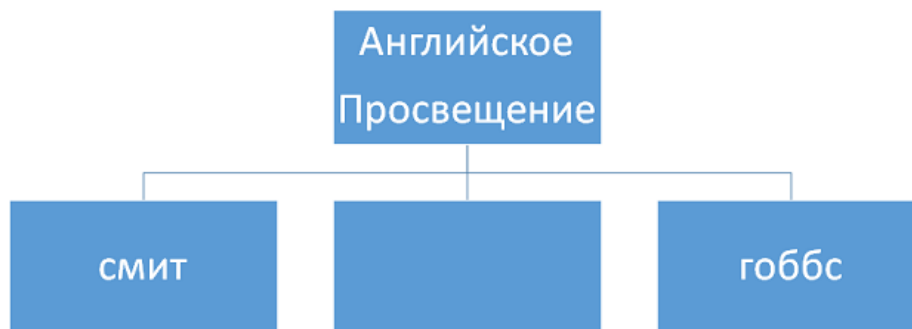 Английское
Просвещение
смит
гоббс